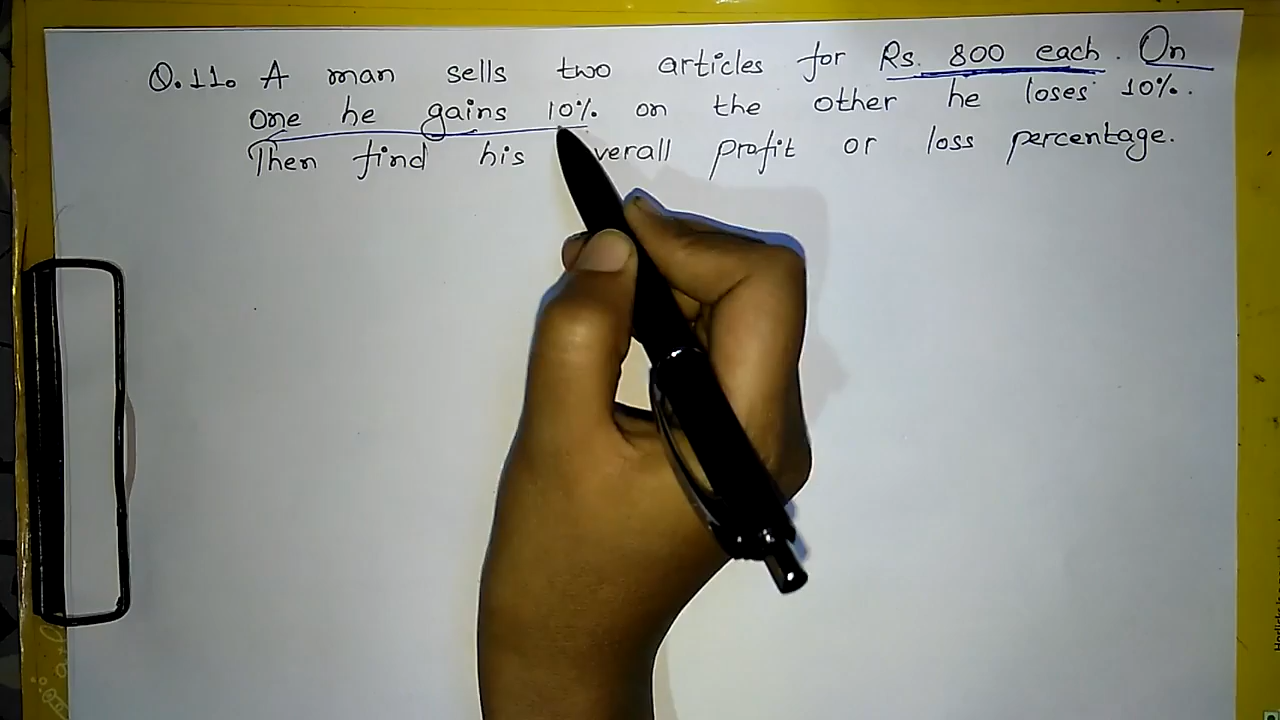 Q.11. A man sells two articles for Rs. 800 each. On
one he gains 10% on the other he loses 10%.
Then find his verall profit or loss percentage.